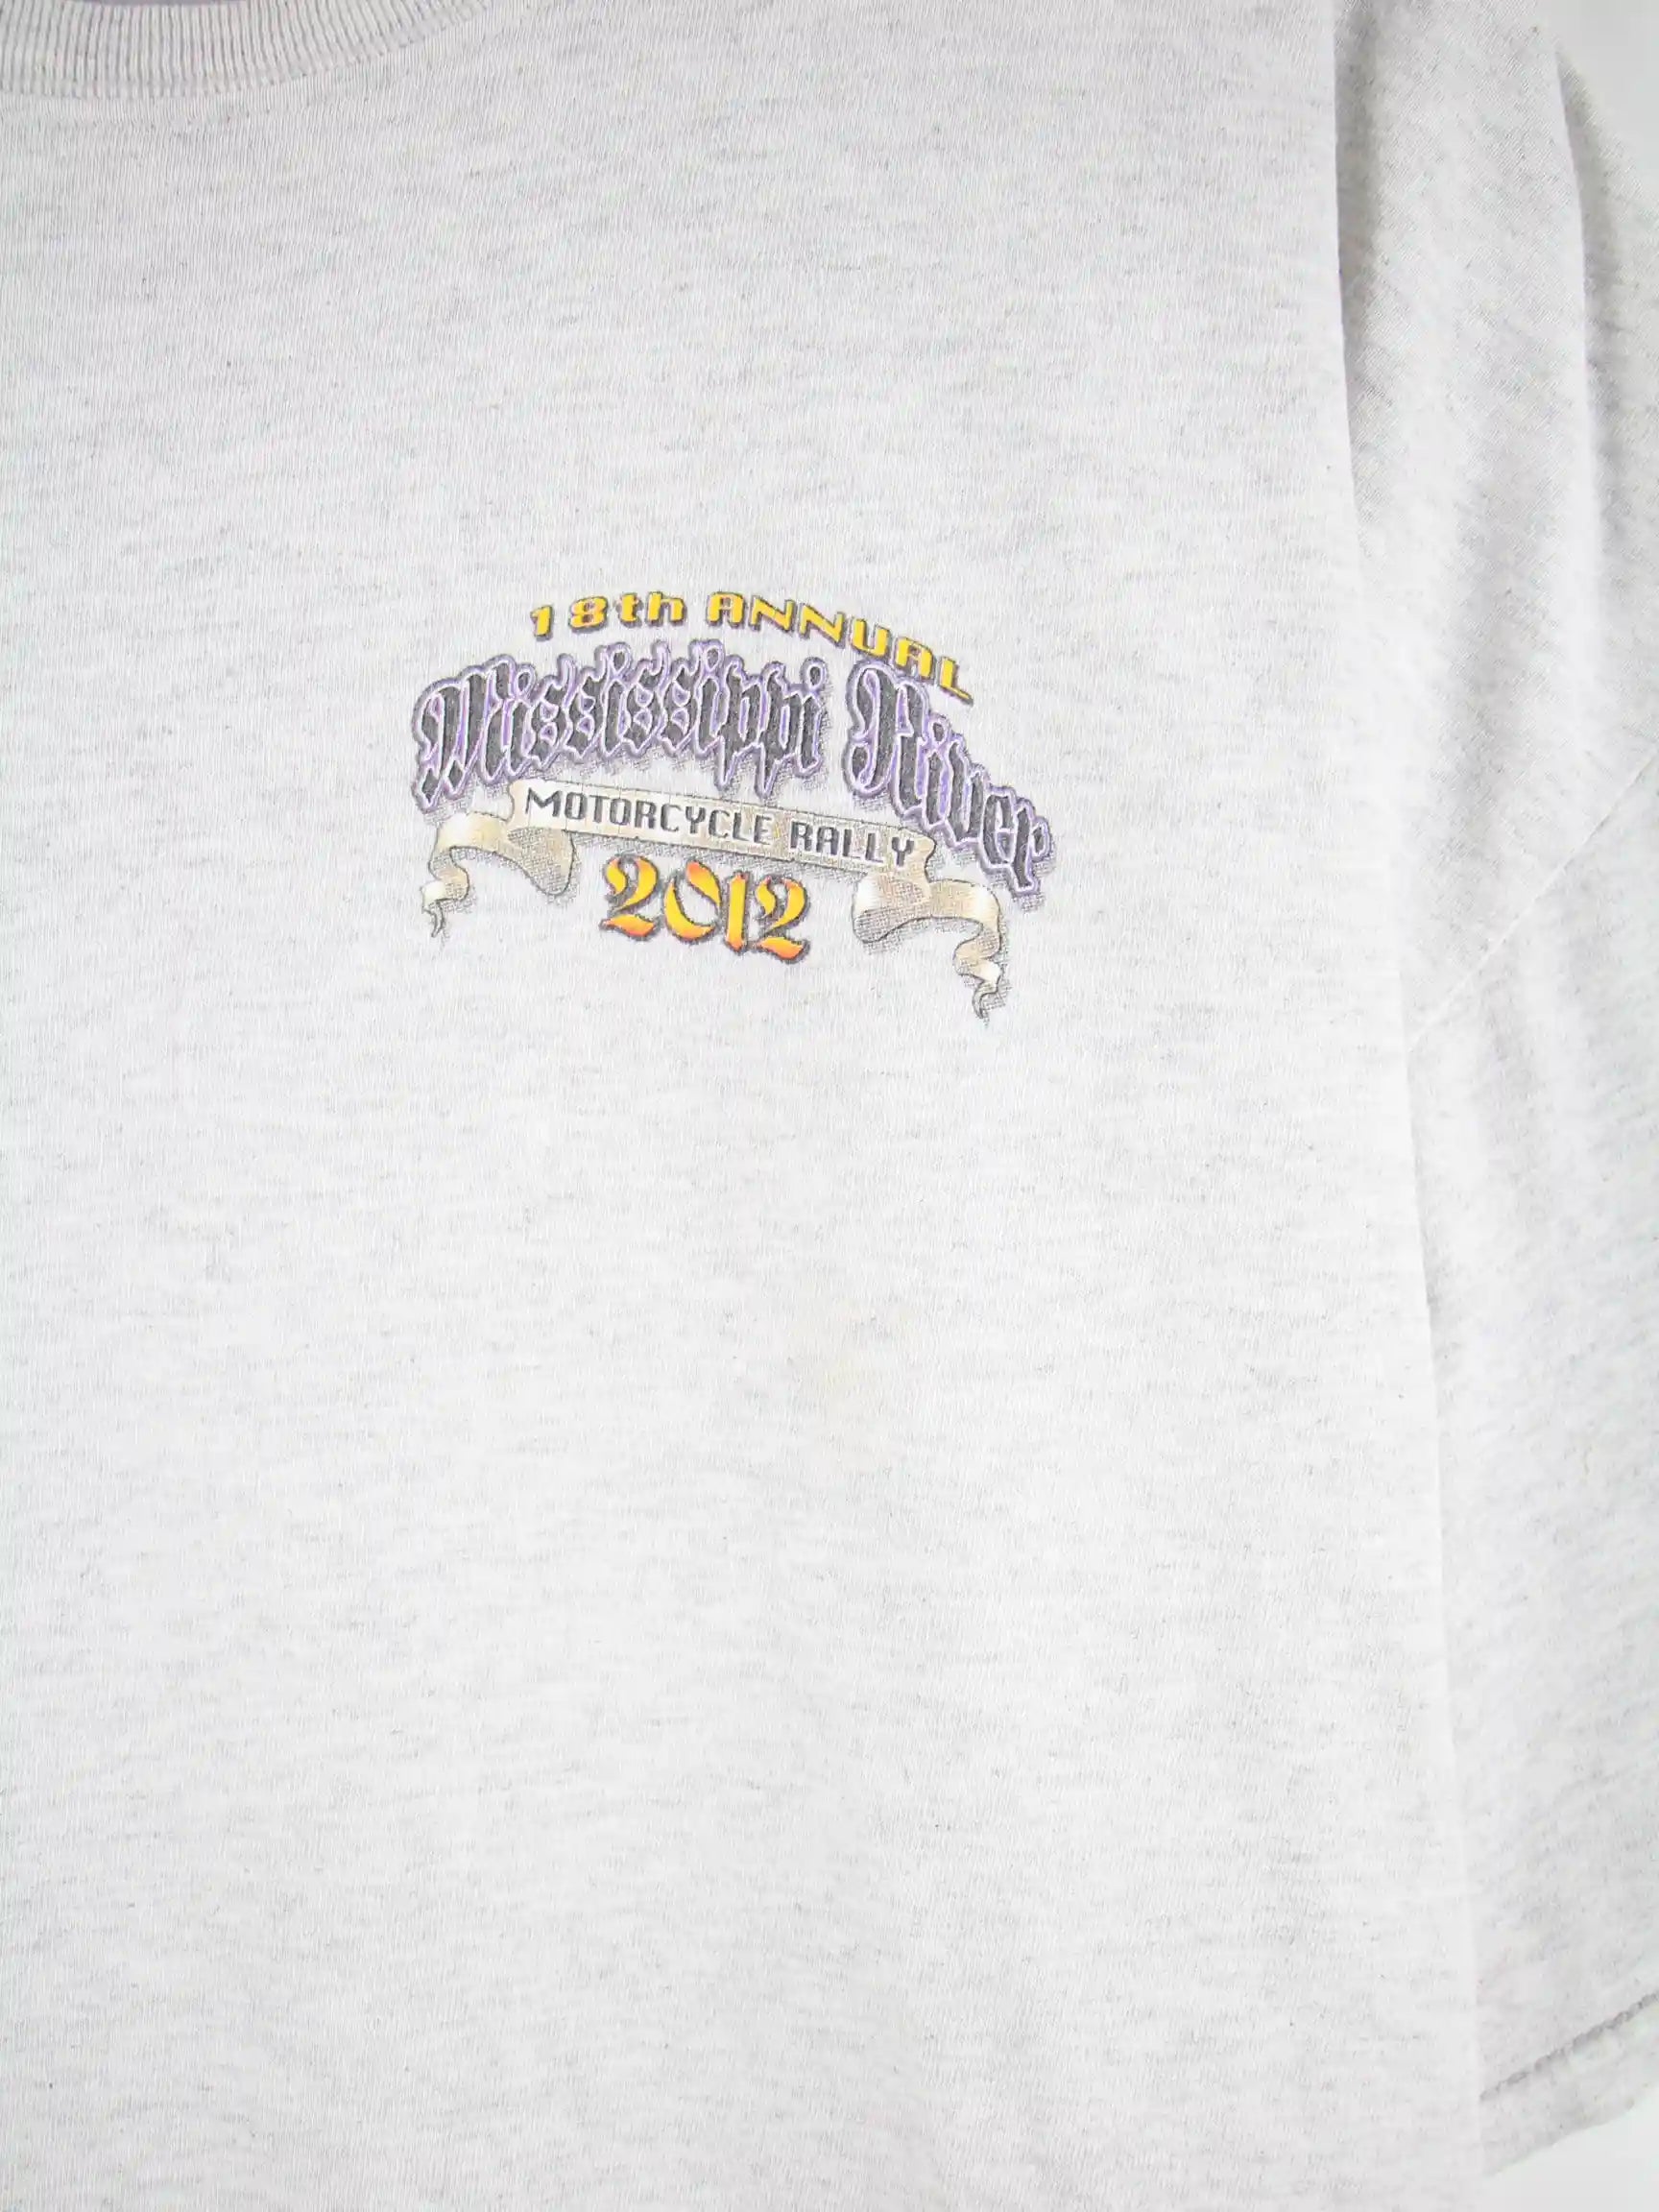 18th ANNUAL
Mississippi River
MOTORCYCLE RALLY
2012